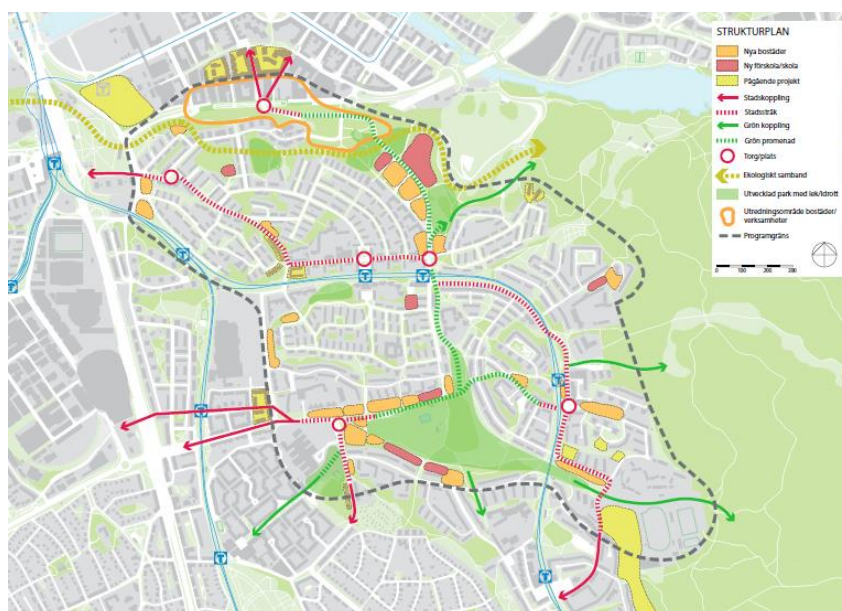 STRUKTURPLAN
Nya bostäder
Ny förskola/skola
Pågående projekt
Stadskoppling
Stadsstråk
Grön koppling
Grön promenad
Torg/plats
Ekologiskt samband
Utvecklad park med lek/Idrott
Utredningsområde bostäder/
verksamheter
Programgräns
0 100 200 300
T
T
T
T
T
T
T
T
T
T